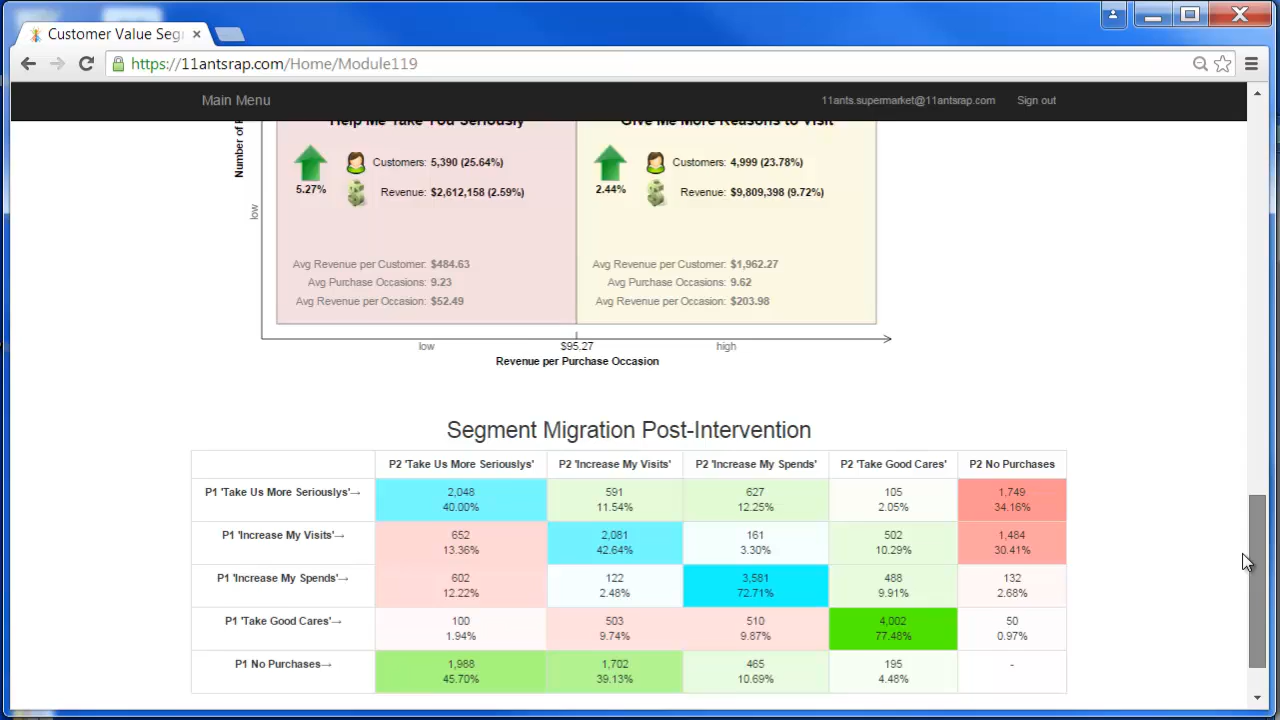 Customer Value Seg
https://11antsrap.com/Home/Module119
Main Menu
11ants.supermarket@11antsrap.com
Sign out
Help Me Take You Seriously
Give Me More Reasons to Visit
Number of
5.27%
Customers: 5,390 (25.64%)
Revenue: $2,612,158 (2.59%)
2.44%
Customers: 4,999 (23.78%)
Revenue: $9,809,398 (9.72%)
low
Avg Revenue per Customer: $484.63
Avg Purchase Occasions: 9.23
Avg Revenue per Occasion: $52.49
Avg Revenue per Customer: $1,962.27
Avg Purchase Occasions: 9.62
Avg Revenue per Occasion: $203.98
low $95.27 high
Revenue per Purchase Occasion
Segment Migration Post-Intervention
P2 'Take Us More Seriouslys' P2 'Increase My Visits' P2 'Increase My Spends' P2 'Take Good Cares' P2 No Purchases
P1 'Take Us More Seriouslys'→ 2,048 591 627 105 1,749
40.00% 11.54% 12.25% 2.05% 34.16%
P1 'Increase My Visits'→ 652 2,081 161 502 1,484
13.36% 42.64% 3.30% 10.29% 30.41%
P1 'Increase My Spends'→ 602 122 3,581 488 132
12.22% 2.48% 72.71% 9.91% 2.68%
P1 'Take Good Cares'→ 100 503 510 4,002 50
1.94% 9.74% 9.87% 77.48% 0.97%
P1 No Purchases→ 1,988 1,702 465 195 -
45.70% 39.13% 10.69% 4.48%